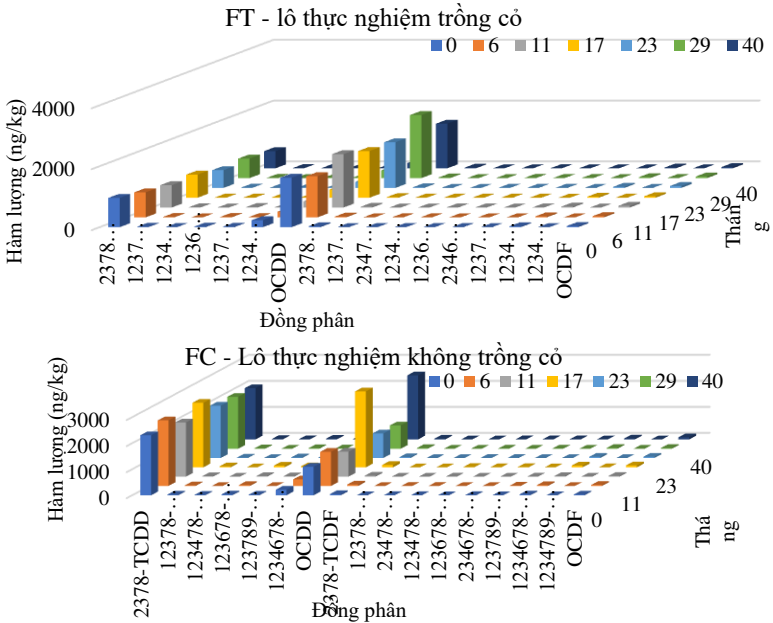 FT - lô thực nghiệm trồng cỏ
0 6 11 17 23 29 40
Hàm lượng (ng/kg)
4000
2000
0
2378…
1237…
1234…
1236…
1237…
1234…
OCDD
2378…
1237…
2347…
1234…
1236…
2346…
1237…
1234…
1234…
OCDF
0
6
11
17
23
29
40
Thán
g
Đồng phân
FC - Lô thực nghiệm không trồng cỏ
0 6 11 17 23 29 40
Hàm lượng (ng/kg)
3000
2000
1000
0
2378-TCDD
12378-…
123478-…
123678-…
123789-…
1234678-…
OCDD
2378-TCDF
12378-…
23478-…
123478-…
123678-…
234678-…
123789-…
1234678-…
1234789-…
OCDF
0
11
23
40
Thá
ng
Đồng phân